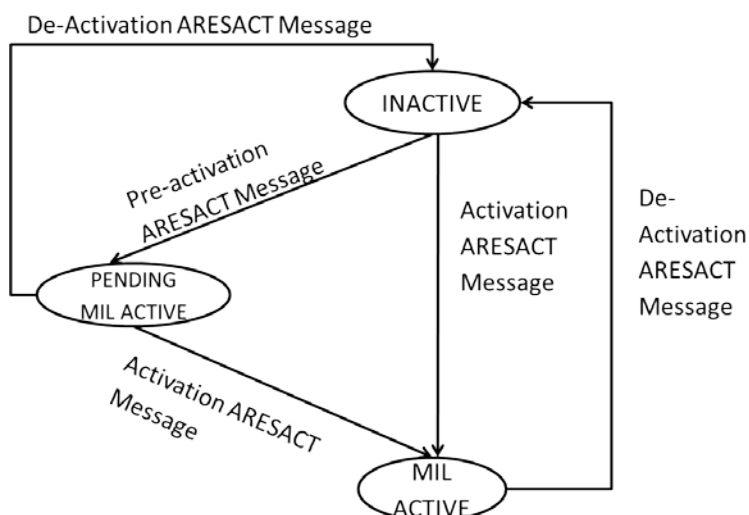 De-Activation ARESACT Message
INACTIVE
Pre-activation
ARESACT Message
Activation
ARESACT
Message
De-
Activation
ARESACT
Message
PENDING
MIL ACTIVE
Activation ARESACT
Message
MIL
ACTIVE